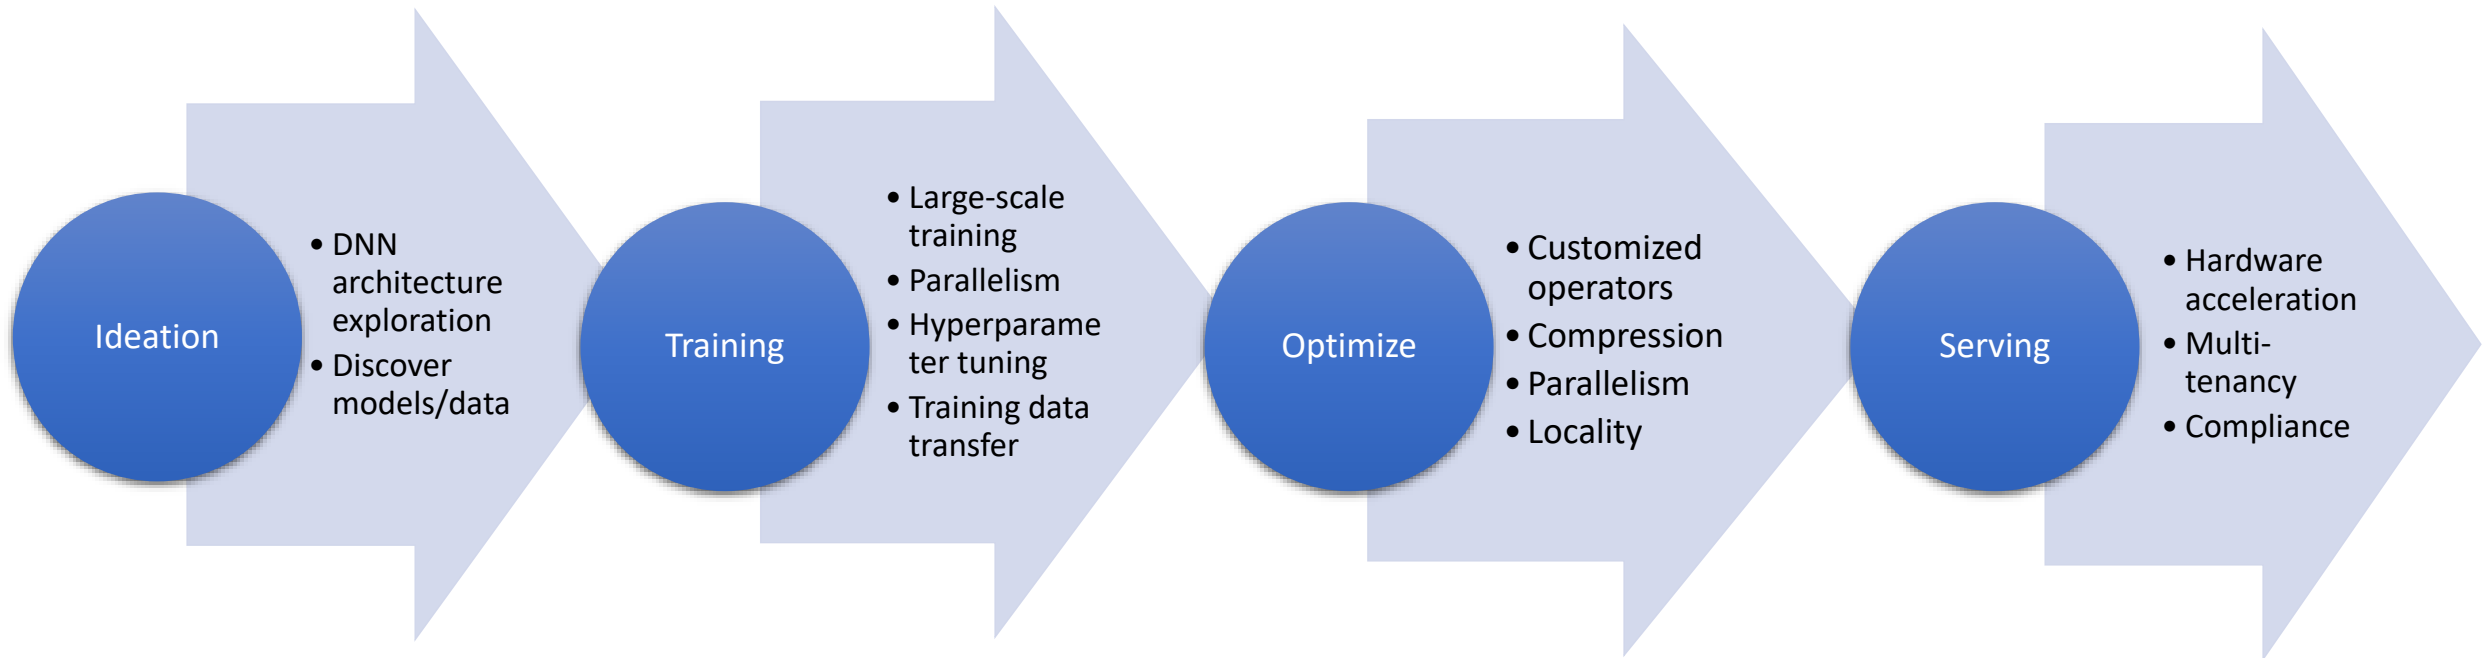 Ideation
• DNN
architecture
exploration
• Discover
models/data
Training
• Large-scale
training
• Parallelism
• Hyperparame
ter tuning
• Training data
transfer
Optimize
• Customized
operators
• Compression
• Parallelism
• Locality
Serving
• Hardware
acceleration
• Multi-
tenancy
• Compliance